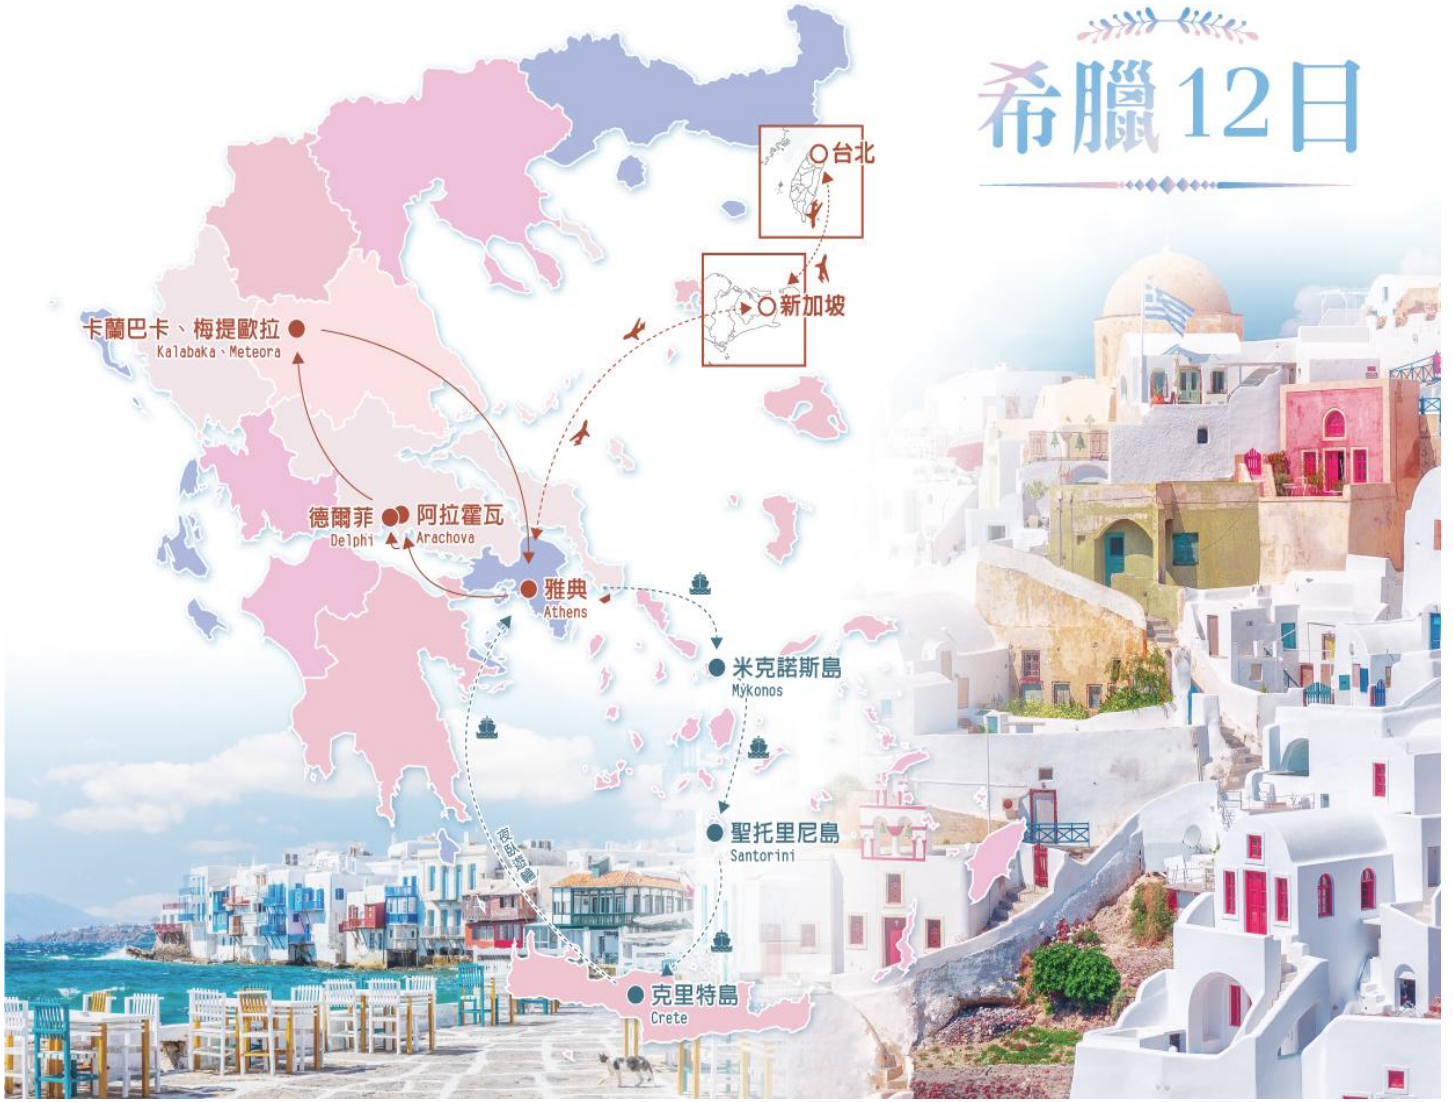 希臘12日
台北
新加坡
卡蘭巴卡、梅提歐拉
Kalabaka、Meteora
德爾菲
Delphi
阿拉霍瓦
Arachova
雅典
Athens
米克諾斯島
Mykonos
聖托里尼島
Santorini
夜臥渡輪
克里特島
Crete